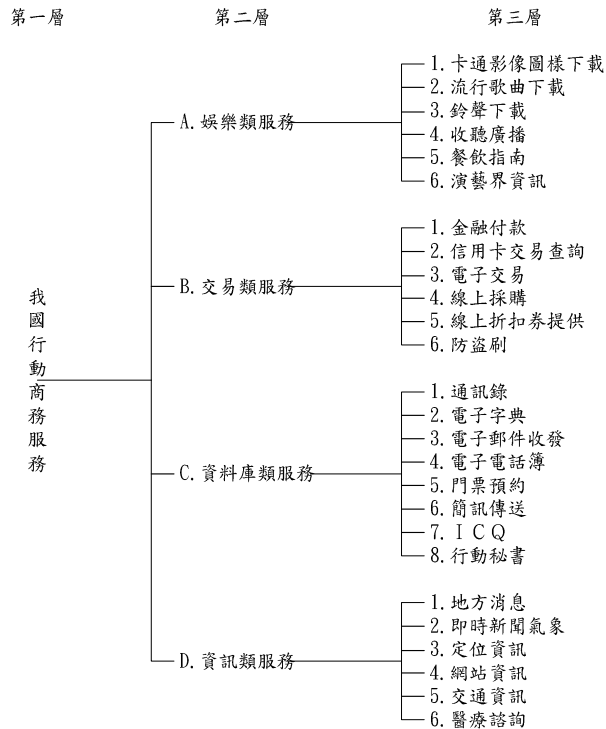 第一層 第二層 第三層
我國行動商務服務
A.娛樂類服務
1.卡通影像圖樣下載
2.流行歌曲下載
3.鈴聲下載
4.收聽廣播
5.餐飲指南
6.演藝界資訊
B.交易類服務
1.金融付款
2.信用卡交易查詢
3.電子交易
4.線上採購
5.線上折扣券提供
6.防盜刷
C.資料庫類服務
1.通訊錄
2.電子字典
3.電子郵件收發
4.電子電話簿
5.門票預約
6.簡訊傳送
7.ＩＣＱ
8.行動秘書
D.資訊類服務
1.地方消息
2.即時新聞氣象
3.定位資訊
4.網站資訊
5.交通資訊
6.醫療諮詢